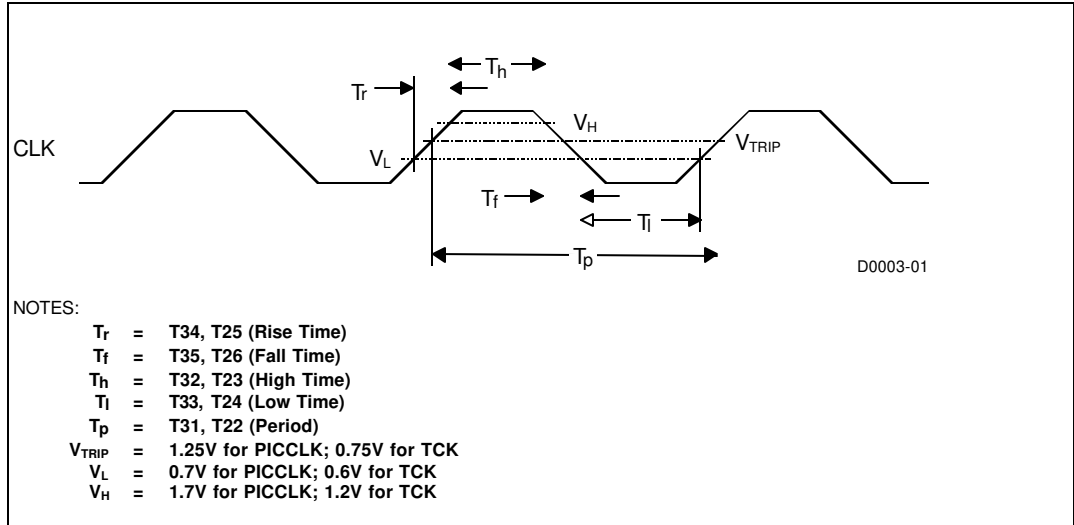 Th
Tr
VH
CLK
VTRIP
VL
Tf
Tl
Tp
D0003-01
NOTES:
Tr = T34, T25 (Rise Time)
Tf = T35, T26 (Fall Time)
Th = T32, T23 (High Time)
Tl = T33, T24 (Low Time)
Tp = T31, T22 (Period)
VTRIP = 1.25V for PICCLK; 0.75V for TCK
VL = 0.7V for PICCLK; 0.6V for TCK
VH = 1.7V for PICCLK; 1.2V for TCK